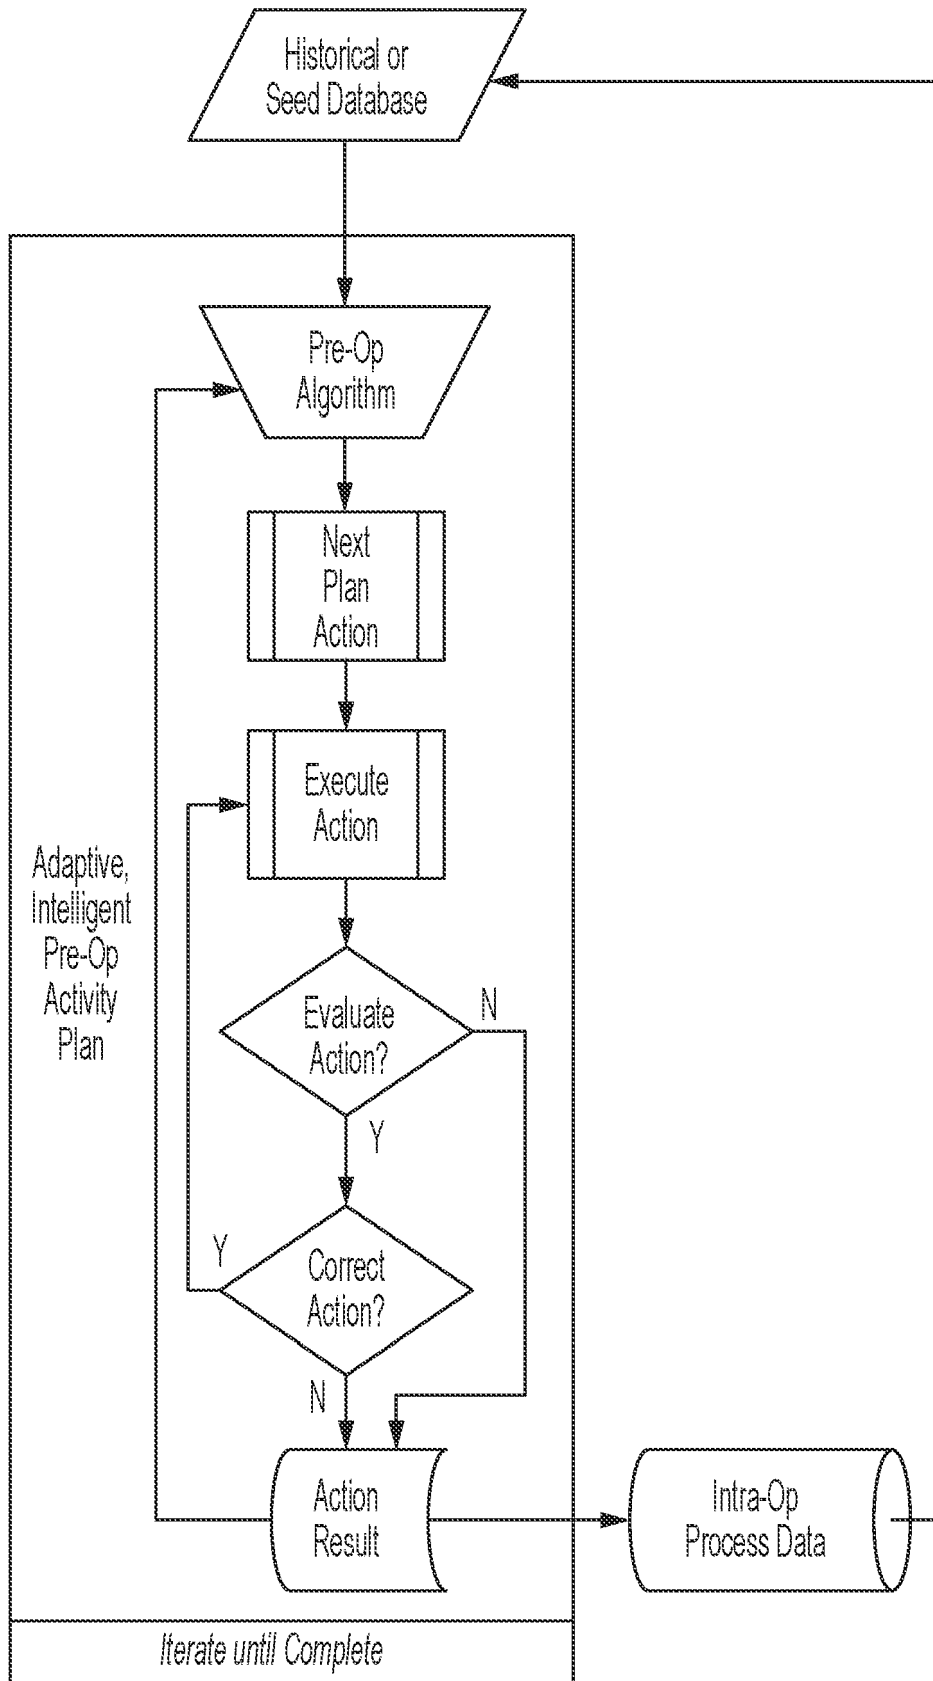 Historical or
Seed Database
Pre-Op
Algorithm
Next
Plan
Action
Execute
Action
Adaptive,
Intelligent
Pre-Op
Activity
Plan
Evaluate
Action?
N
Y
Correct
Action?
Y
N
Action
Result
Intra-Op
Process Data
Iterate until Complete